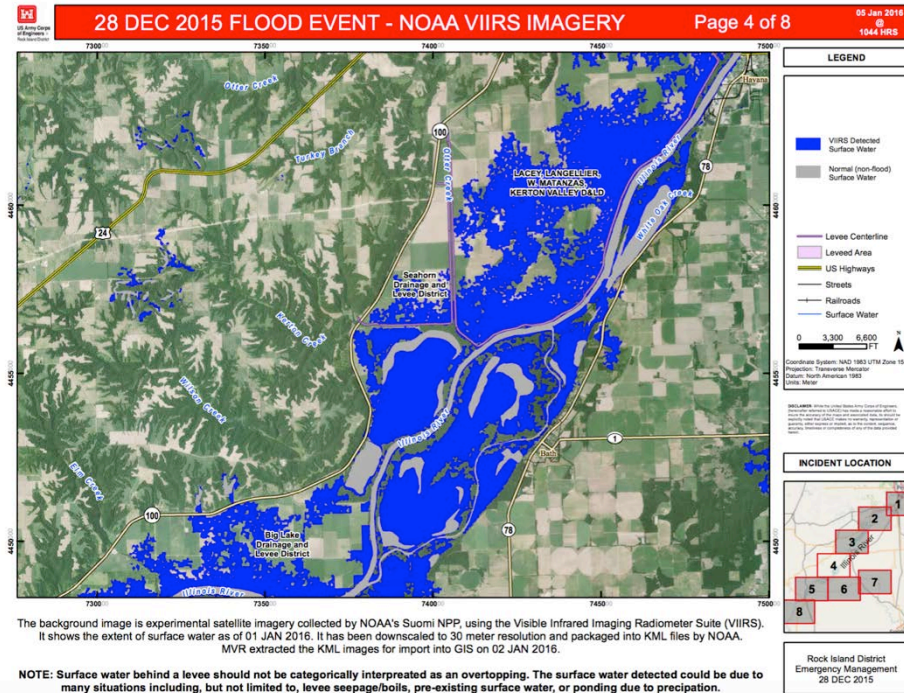 US Army Corps
of Engineers
Rock Island District
28 DEC 2015 FLOOD EVENT - NOAA VIIRS IMAGERY
Page 4 of 8
05 Jan 2016
@
1044 HRS
7300
7350
7400
7450
7500
4460
4455
4450
Otter Creek
Turkey Branch
100
Otter Creek
LACEY, LANGELLIER,
W. MATANZAS,
KERTON VALLEY D&LD
Illinois River
Havana
78
White Oak Creek
24
Seahorn
Drainage and
Levee District
Kerton Creek
Wilson Creek
Elm Creek
Illinois River
1
Bath
100
78
Big Lake
Drainage and
Levee District
Illinois River
7300
7350
7400
7450
7500
LEGEND
VIIRS Detected
Surface Water
Normal (non-flood)
Surface Water
Levee Centerline
Leveed Area
US Highways
Streets
Railroads
Surface Water
0 3,300 6,600
FT
N
Coordinate System: NAD 1983 UTM Zone 15
Projection: Transverse Mercator
Datum: North American 1983
Units: Meter
INCIDENT LOCATION
1
2
3
4
Illinois River
5
6
7
8
Rock Island District
Emergency Management
28 DEC 2015
The background image is experimental satellite imagery collected by NOAA's Suomi NPP, using the Visible Infrared Imaging Radiometer Suite (VIIRS).
It shows the extent of surface water as of 01 JAN 2016. It has been downscaled to 30 meter resolution and packaged into KML files by NOAA.
MVR extracted the KML images for import into GIS on 02 JAN 2016.
NOTE: Surface water behind a levee should not be categorically interpreated as an overtopping. The surface water detected could be due to
many situations including, but not limited to, levee seepage/boils, pre-existing surface water, or ponding due to precipation.